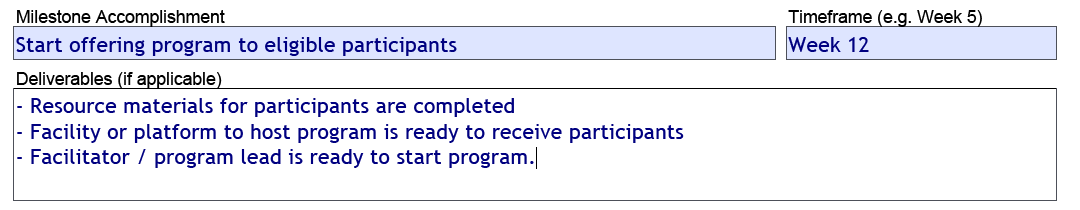 Milestone Accomplishment
Timeframe (e.g. Week 5)
Start offering program to eligible participants
Week 12
Deliverables (if applicable)
- Resource materials for participants are completed
- Facility or platform to host program is ready to receive participants
- Facilitator / program lead is ready to start program.